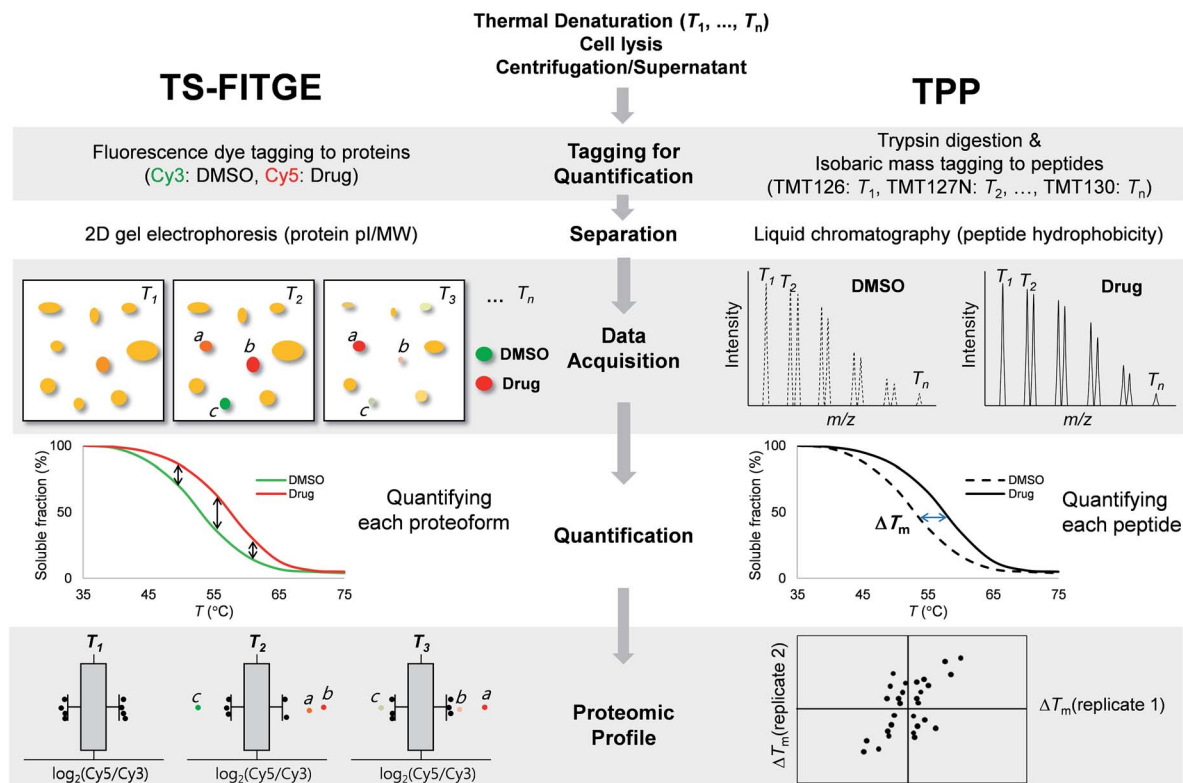 Thermal Denaturation (T1, ..., Tn)
Cell lysis
Centrifugation/Supernatant
TS-FITGE
TPP
Fluorescence dye tagging to proteins
(Cy3: DMSO, Cy5: Drug)
Tagging for
Quantification
Trypsin digestion &
Isobaric mass tagging to peptides
(TMT126: T1, TMT127N: T2, ..., TMT130: Tn)
2D gel electrophoresis (protein pI/MW)
Separation
Liquid chromatography (peptide hydrophobicity)
T1
a
b
c
T2
a
b
c
T3
... Tn
DMSO
Drug
Data
Acquisition
Intensity
T1
T2
DMSO
Tn
m/z
Intensity
T1
T2
Drug
Tn
m/z
Soluble fraction (%)
100
50
0
35
45
55
65
75
T (oC)
DMSO
Drug
Quantifying
each proteoform
Quantification
Soluble fraction (%)
100
50
0
35
45
55
65
75
T (oC)
DMSO
Drug
ΔTm
Quantifying
each peptide
T1
log2(Cy5/Cy3)
T2
c
a
b
log2(Cy5/Cy3)
T3
c
b
a
log2(Cy5/Cy3)
Proteomic
Profile
ΔTm(replicate 2)
ΔTm(replicate 1)